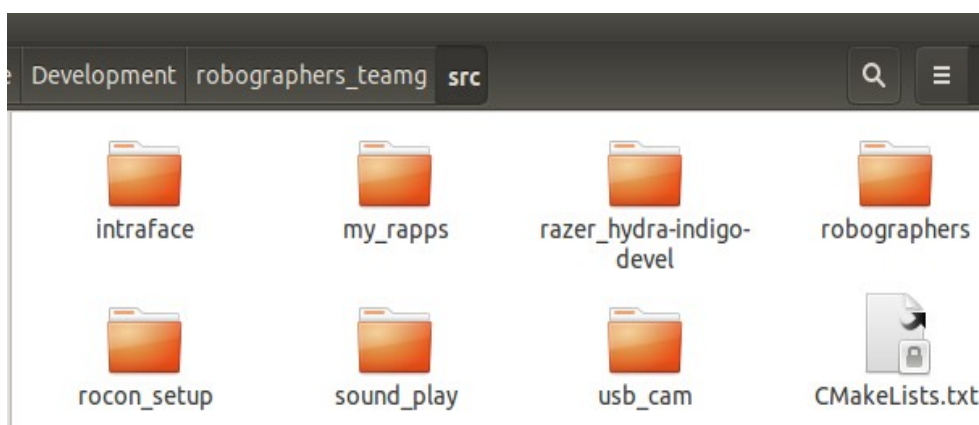 Development robographers_teamg src
intraface my_rapps razer_hydra-indigo- robographers
devel
rocon_setup sound_play usb_cam CMakeLists.txt